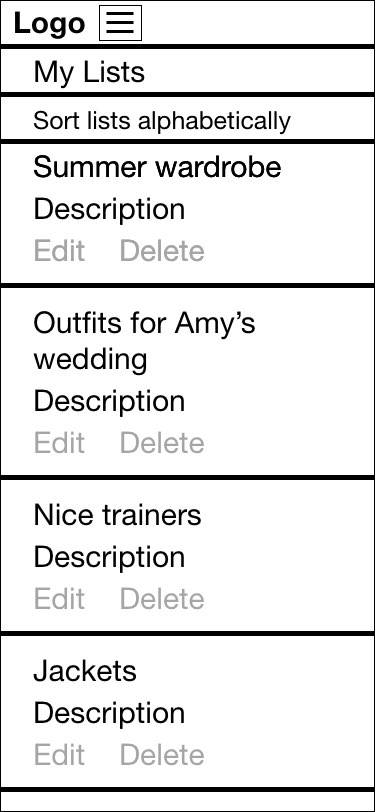 Logo
My Lists
Sort lists alphabetically
Summer wardrobe
Description
Edit Delete
Outfits for Amy’s
wedding
Description
Edit Delete
Nice trainers
Description
Edit Delete
Jackets
Description
Edit Delete